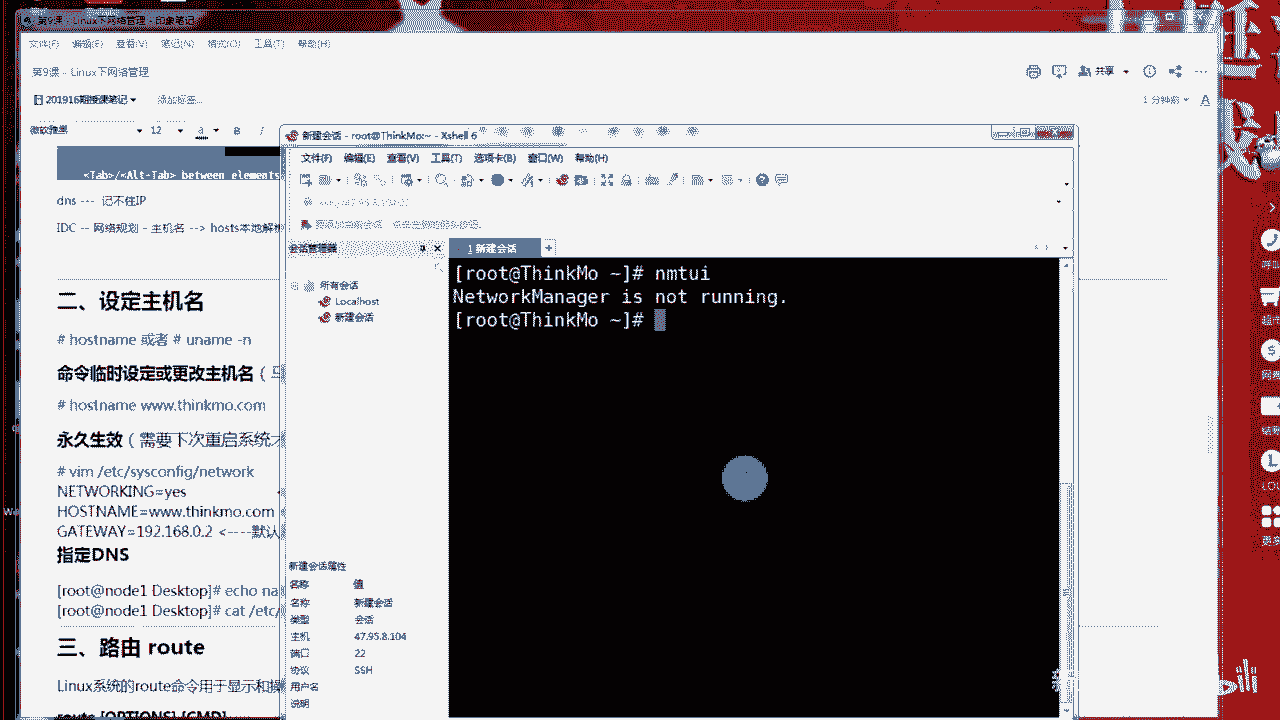 第9课 - Linux下网络管理 - 印象笔记
文件(F) 编辑(E) 查看(V) 笔记(N) 格式(O) 工具(T) 帮助(H)
第9课 - Linux下网络管理
共享
201916期授课笔记 添加标签...
1 分钟前
微软雅黑 12 a B I
<Tab>/<Alt-Tab> between elements
dns --- 记不住IP
IDC -- 网络规划 - 主机名 --> hosts本地解析
二、设定主机名
# hostname 或者 # uname -n
命令临时设定或更改主机名
# hostname www.thinkmo.com
永久生效（需要下次重启系统
# vim /etc/sysconfig/network
NETWORKING=yes
HOSTNAME=www.thinkmo.com
GATEWAY=192.168.0.2 <----默认
指定DNS
[root@node1 Desktop]# echo na
[root@node1 Desktop]# cat /etc/
三、路由 route
Linux系统的route命令用于显示和操
route [OPTIONS] [CMD]
新建会话 - root@ThinkMo:~ - Xshell 6
文件(F) 编辑(E) 查看(V) 工具(T) 选项卡(B) 窗口(W) 帮助(H)
会话管理器
1 新建会话
所有会话
Localhost
新建会话
[root@ThinkMo ~]# nmtui
NetworkManager is not running.
[root@ThinkMo ~]#
新建会话属性
名称 值
名称 新建会话
类型 会话
主机 47.95.8.104
端口 22
协议 SSH
用户名
说明